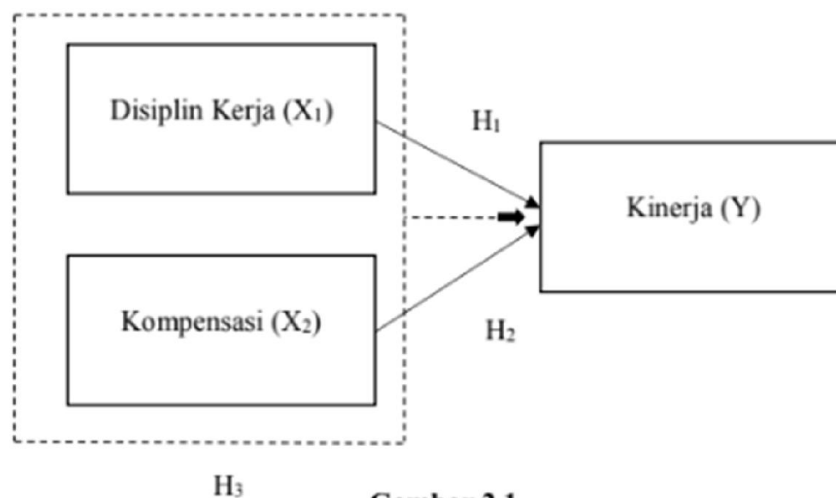 Disiplin Kerja (X₁)
H₁
Kinerja (Y)
Kompensasi (X₂)
H₂
H₃
Gambar 2.1